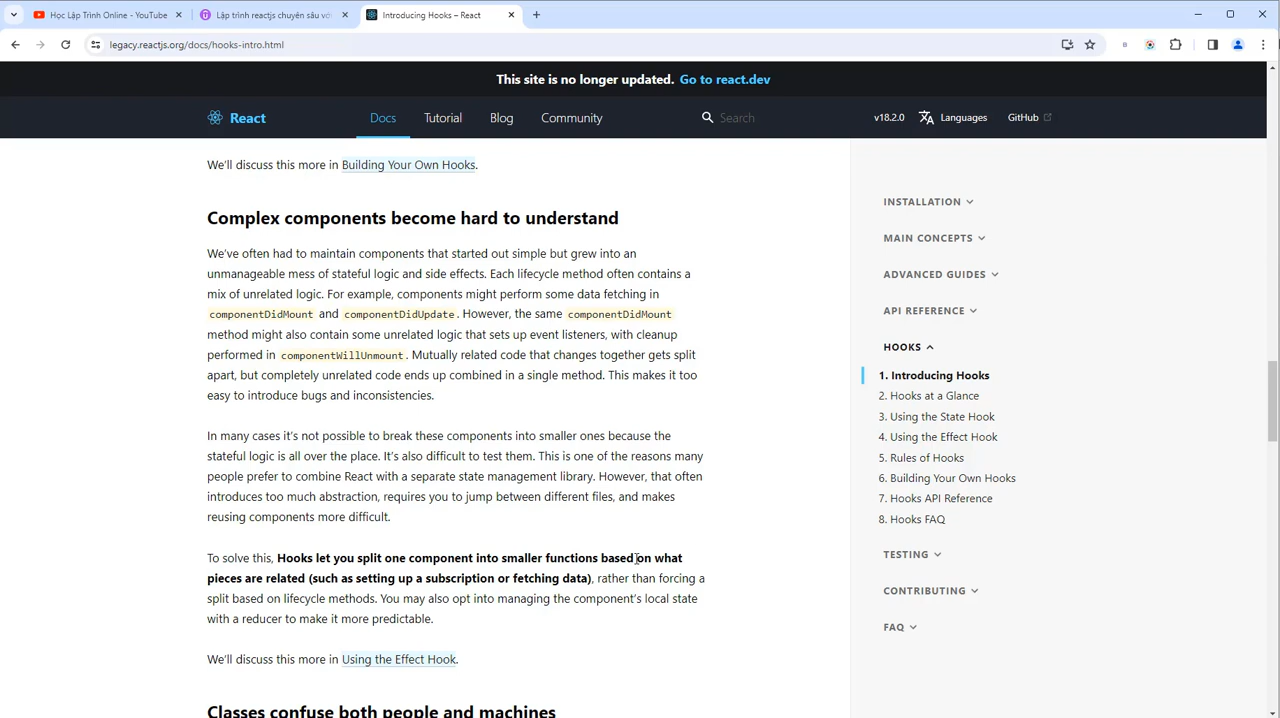 Học Lập Trình Online - YouTube
Lập trình reactjs chuyên sâu với
Introducing Hooks – React
legacy.reactjs.org/docs/hooks-intro.html
B
This site is no longer updated. Go to react.dev
React
Docs
Tutorial
Blog
Community
Search
v18.2.0
Languages
GitHub
We'll discuss this more in Building Your Own Hooks.
Complex components become hard to understand
We've often had to maintain components that started out simple but grew into an
unmanageable mess of stateful logic and side effects. Each lifecycle method often contains a
mix of unrelated logic. For example, components might perform some data fetching in
componentDidMount and componentDidUpdate. However, the same componentDidMount
method might also contain some unrelated logic that sets up event listeners, with cleanup
performed in componentWillUnmount. Mutually related code that changes together gets split
apart, but completely unrelated code ends up combined in a single method. This makes it too
easy to introduce bugs and inconsistencies.
In many cases it's not possible to break these components into smaller ones because the
stateful logic is all over the place. It's also difficult to test them. This is one of the reasons many
people prefer to combine React with a separate state management library. However, that often
introduces too much abstraction, requires you to jump between different files, and makes
reusing components more difficult.
To solve this, Hooks let you split one component into smaller functions based on what
pieces are related (such as setting up a subscription or fetching data), rather than forcing a
split based on lifecycle methods. You may also opt into managing the component's local state
with a reducer to make it more predictable.
We'll discuss this more in Using the Effect Hook.
Classes confuse both people and machines
INSTALLATION
MAIN CONCEPTS
ADVANCED GUIDES
API REFERENCE
HOOKS
1. Introducing Hooks
2. Hooks at a Glance
3. Using the State Hook
4. Using the Effect Hook
5. Rules of Hooks
6. Building Your Own Hooks
7. Hooks API Reference
8. Hooks FAQ
TESTING
CONTRIBUTING
FAQ